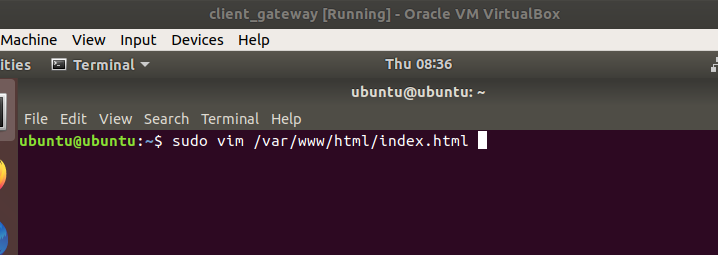 client_gateway [Running] - Oracle VM VirtualBox
Machine View Input Devices Help
ities Terminal Thu 08:36
ubuntu@ubuntu: ~
File Edit View Search Terminal Help
ubuntu@ubuntu:~$ sudo vim /var/www/html/index.html